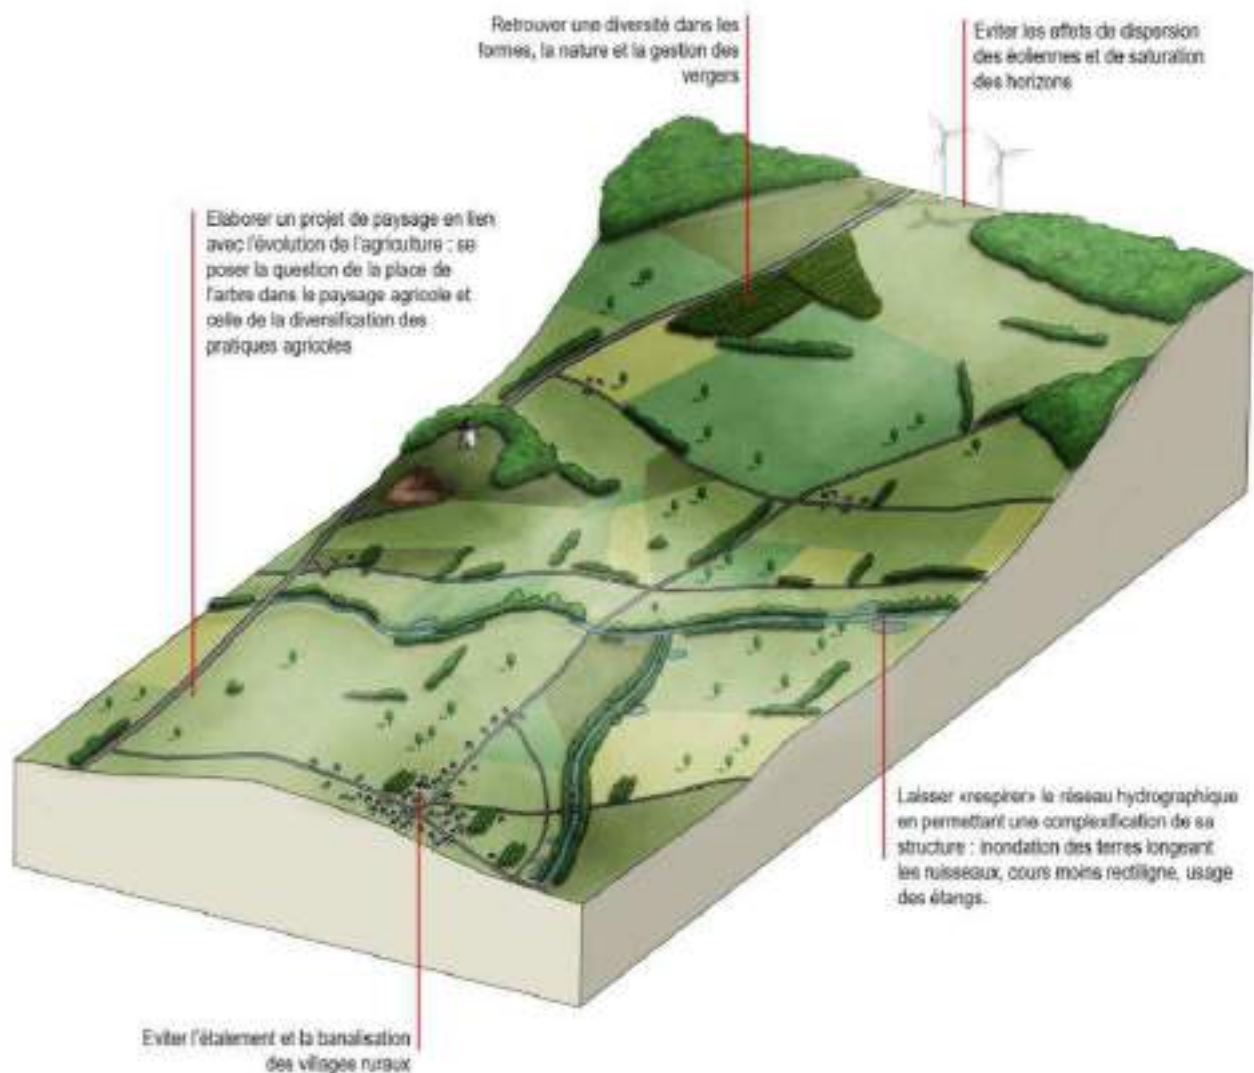 Retrouver une diversité dans les
formes, la nature et la gestion des
vergers
Eviter les effets de dispersion
des éoliennes et de saturation
des horizons
Elaborer un projet de paysage en lien
avec l'évolution de l'agriculture : se
poser la question de la place de
l'arbre dans le paysage agricole et
celle de la diversification des
pratiques agricoles
Laisser «respirer» le réseau hydrographique
en permettant une complexification de sa
structure : inondation des terres longeant
les ruisseaux, cours moins rectiligne, usage
des étangs.
Eviter l'étalement et la banalisation
des villages ruraux